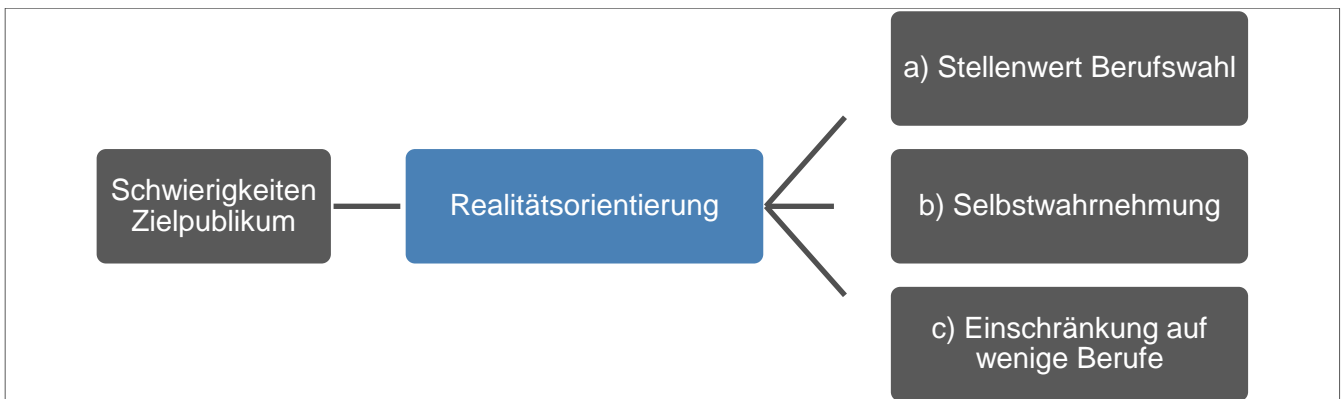 Schwierigkeiten
Zielpublikum
Realitätsorientierung
a) Stellenwert Berufswahl
b) Selbstwahrnehmung
c) Einschränkung auf
wenige Berufe